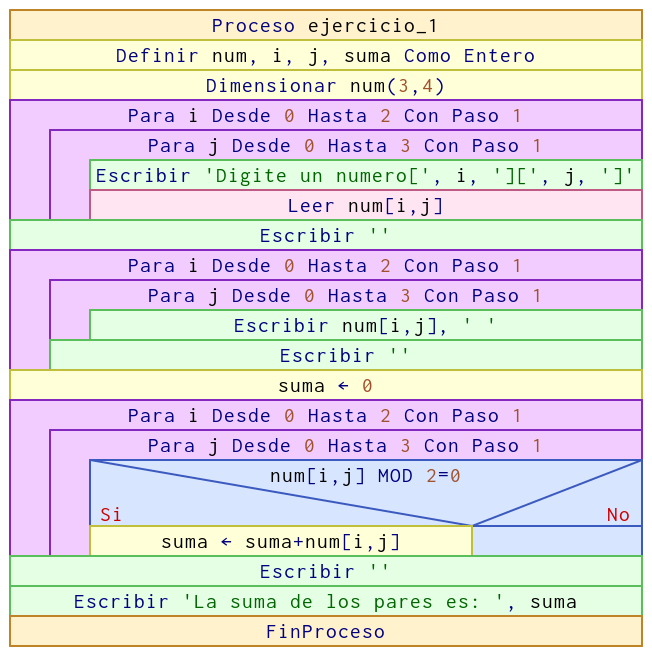 Proceso ejercicio_1
Definir num, i, j, suma Como Entero
Dimensionar num(3,4)
Para i Desde 0 Hasta 2 Con Paso 1
Para j Desde 0 Hasta 3 Con Paso 1
Escribir 'Digite un numero[', i, '][', j, ']'
Leer num[i,j]
Escribir ''
Para i Desde 0 Hasta 2 Con Paso 1
Para j Desde 0 Hasta 3 Con Paso 1
Escribir num[i,j], ' '
Escribir ''
suma ← 0
Para i Desde 0 Hasta 2 Con Paso 1
Para j Desde 0 Hasta 3 Con Paso 1
num[i,j] MOD 2=0
Si No
suma ← suma+num[i,j]
Escribir ''
Escribir 'La suma de los pares es: ', suma
FinProceso